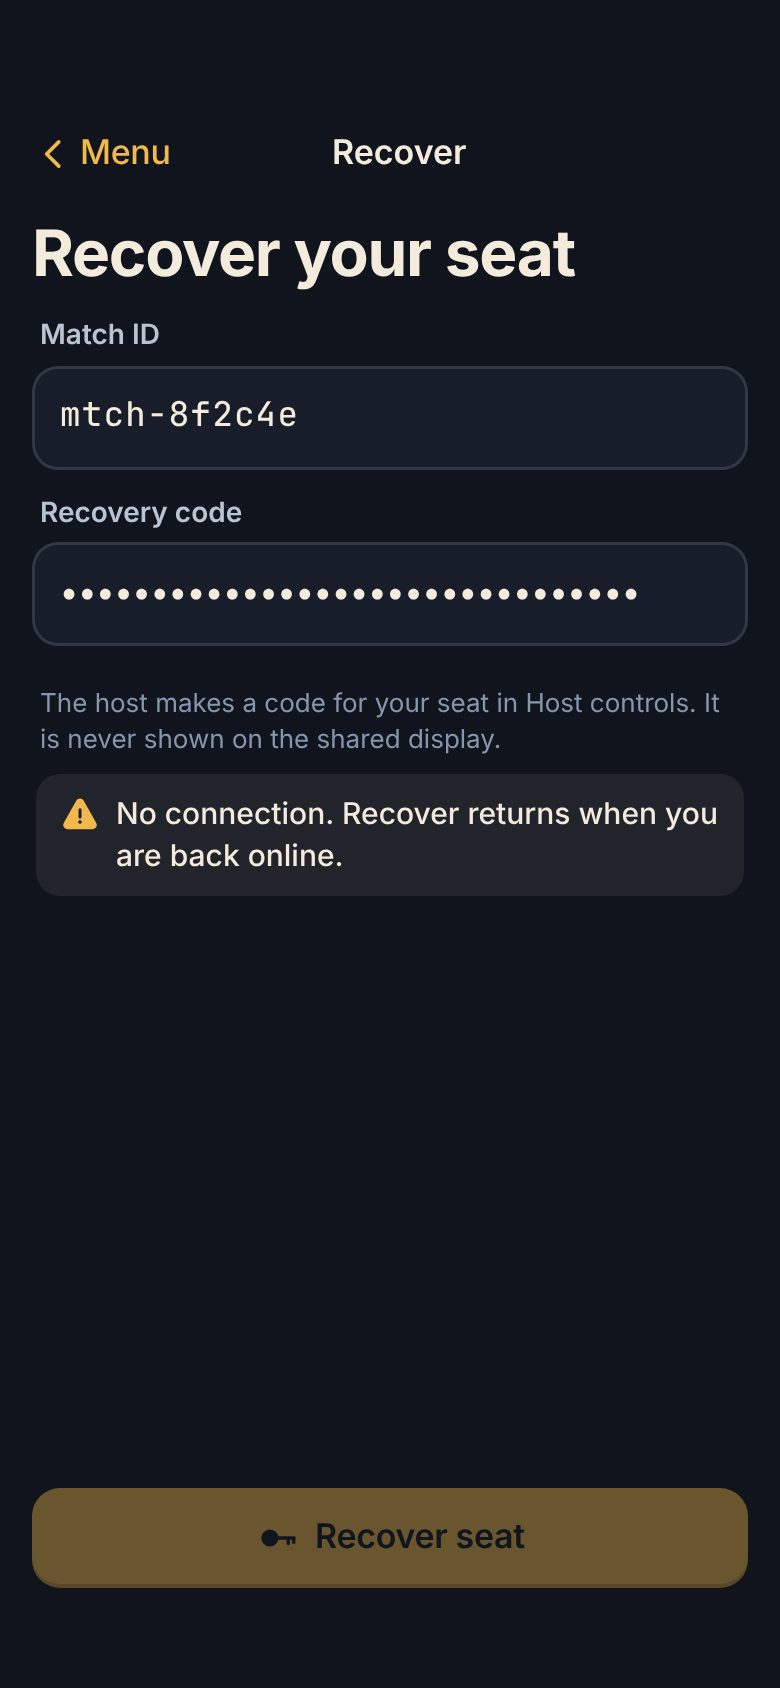 Menu
Recover
Recover your seat
Match ID
mtch-8f2c4e
Recovery code
••••••••••••••••••••••••••••••••
The host makes a code for your seat in Host controls. It
is never shown on the shared display.
No connection. Recover returns when you
are back online.
Recover seat